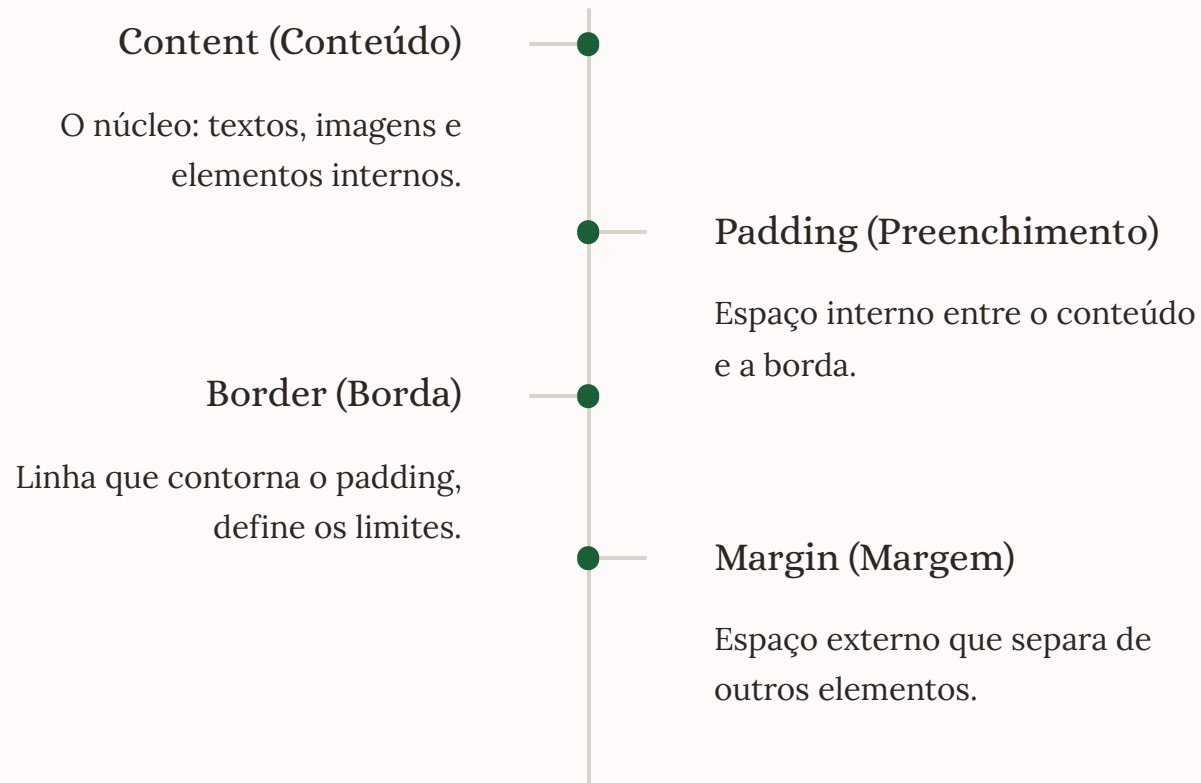 Content (Conteúdo)
O núcleo: textos, imagens e
elementos internos.
Padding (Preenchimento)
Espaço interno entre o conteúdo
e a borda.
Border (Borda)
Linha que contorna o padding,
define os limites.
Margin (Margem)
Espaço externo que separa de
outros elementos.